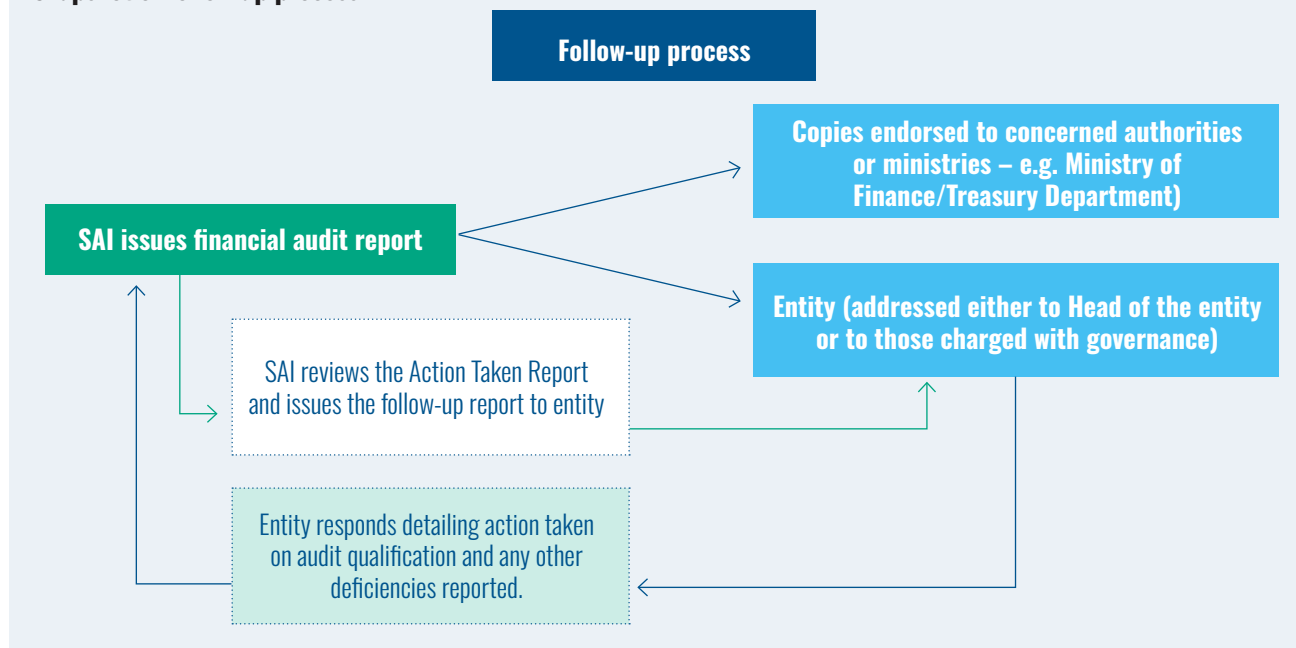 Follow-up process
Copies endorsed to concerned authorities
or ministries – e.g. Ministry of
Finance/Treasury Department)
SAI issues financial audit report
Entity (addressed either to Head of the entity
or to those charged with governance)
SAI reviews the Action Taken Report
and issues the follow-up report to entity
Entity responds detailing action taken
on audit qualification and any other
deficiencies reported.